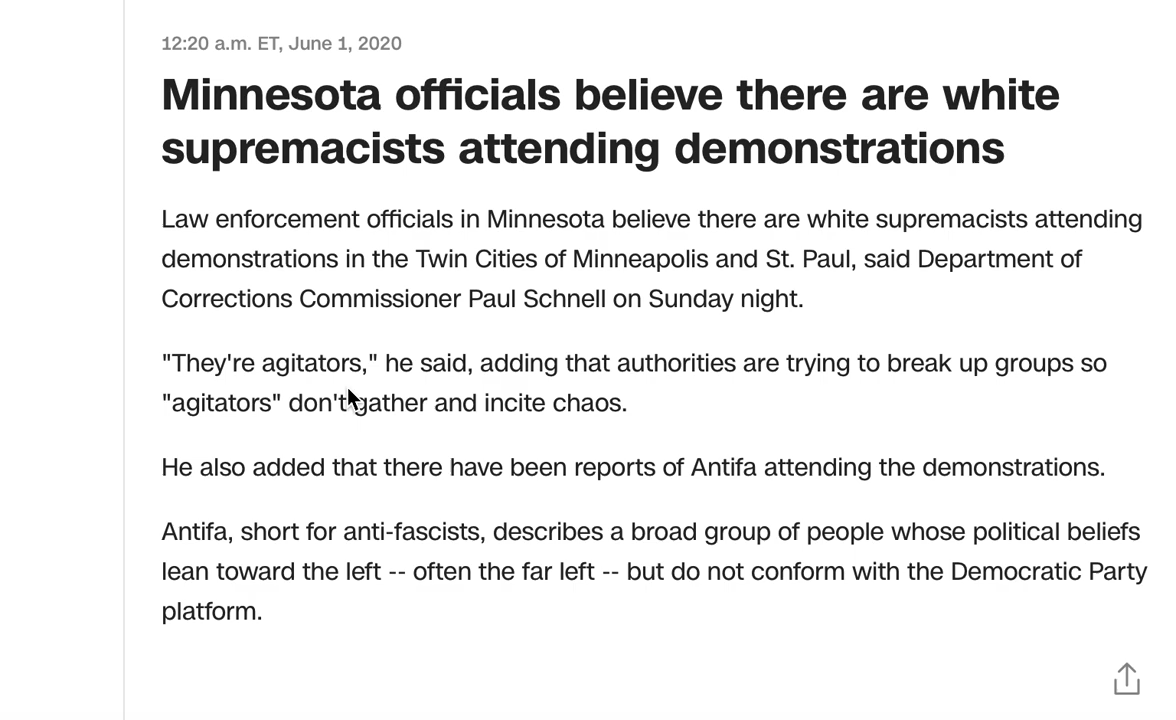 12:20 a.m. ET, June 1, 2020
Minnesota officials believe there are white
supremacists attending demonstrations
Law enforcement officials in Minnesota believe there are white supremacists attending
demonstrations in the Twin Cities of Minneapolis and St. Paul, said Department of
Corrections Commissioner Paul Schnell on Sunday night.
"They're agitators," he said, adding that authorities are trying to break up groups so
"agitators" don't gather and incite chaos.
He also added that there have been reports of Antifa attending the demonstrations.
Antifa, short for anti-fascists, describes a broad group of people whose political beliefs
lean toward the left -- often the far left -- but do not conform with the Democratic Party
platform.